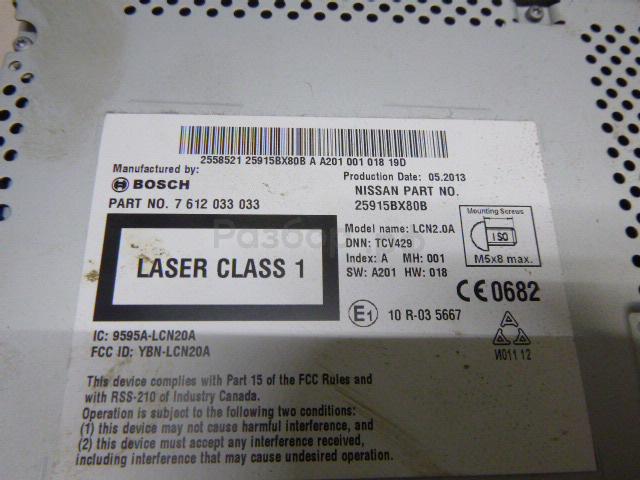 2558521 25915BX80B A A201 001 018 19D
Manufactured by:
BOSCH
PART NO. 7 612 033 033
Production Date: 05.2013
NISSAN PART NO.
25915BX80B
Model name: LCN2.0A
DNN: TCV429
Index: A MH: 001
SW: A201 HW: 018
Mounting Screws
ISO
M5x8 max.
LASER CLASS 1
CE0682
E1 10 R-03 5667
И011 12
IC: 9595A-LCN20A
FCC ID: YBN-LCN20A
This device complies with Part 15 of the FCC Rules and
with RSS-210 of Industry Canada.
Operation is subject to the following two conditions:
(1) this device may not cause harmful interference, and
(2) this device must accept any interference received,
including interference that may cause undesired operation.